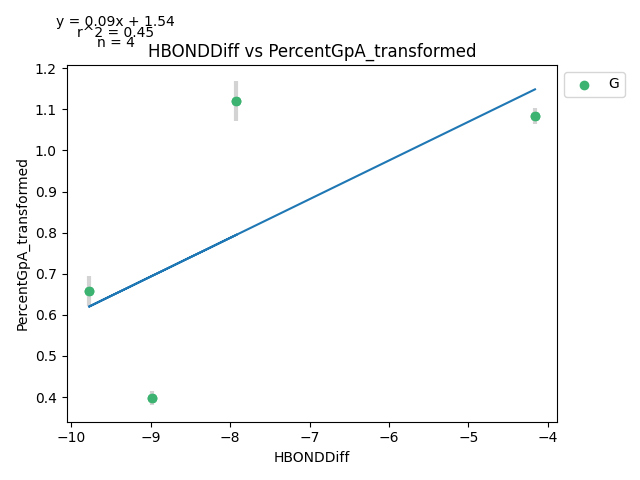 y = 0.09x + 1.54
r^2 = 0.45
n = 4
HBONDDiff vs PercentGpA_transformed
G
PercentGpA_transformed
1.2
1.1
1.0
0.9
0.8
0.7
0.6
0.5
0.4
−10
−9
−8
−7
−6
−5
−4
HBONDDiff